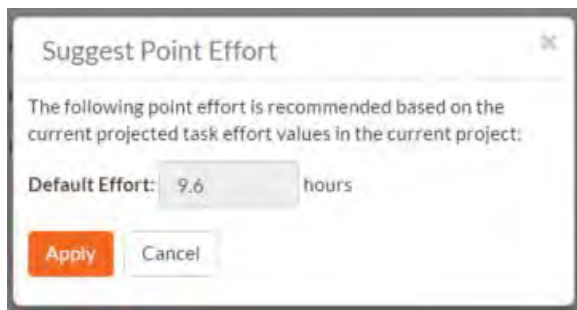 Suggest Point Effort
×
The following point effort is recommended based on the
current projected task effort values in the current project:
Default Effort: 9.6 hours
Apply Cancel